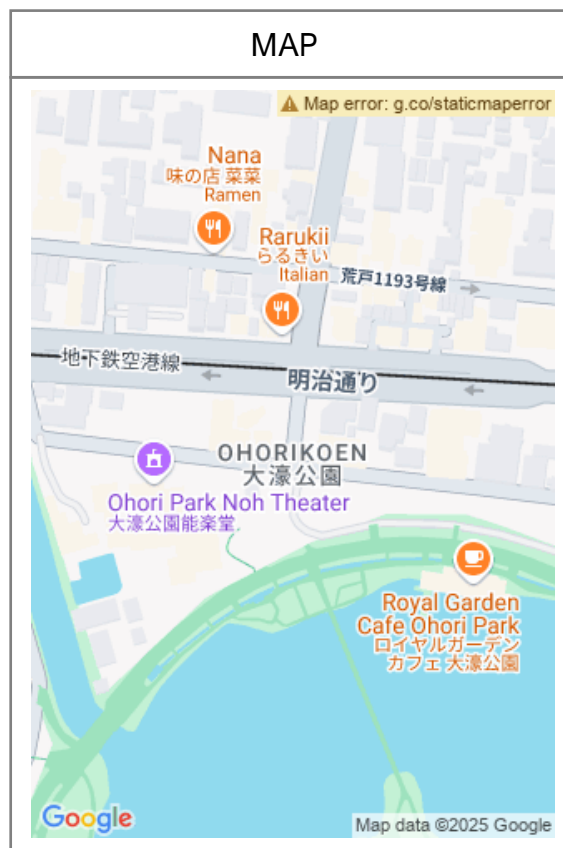 MAP
Map error: g.co/staticmaperror
Nana
味の店 菜菜
Ramen
Rarukii
らるきい
Italian
荒戸1193号線
地下鉄空港線
明治通り
OHORIKOEN
大濠公園
Ohori Park Noh Theater
大濠公園能楽堂
Royal Garden
Cafe Ohori Park
ロイヤルガーデン
カフェ 大濠公園
Google
Map data ©2025 Google